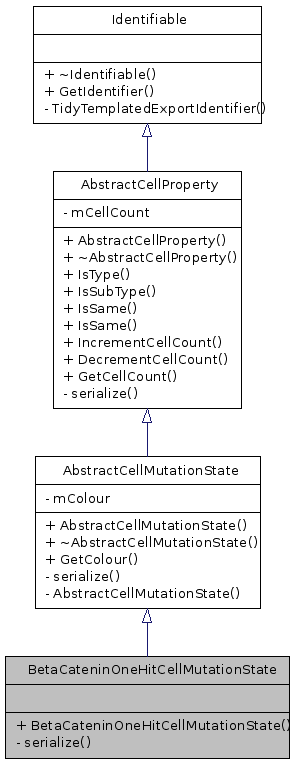 Identifiable
+ ~Identifiable()
+ GetIdentifier()
- TidyTemplatedExportIdentifier()
AbstractCellProperty
- mCellCount
+ AbstractCellProperty()
+ ~AbstractCellProperty()
+ IsType()
+ IsSubType()
+ IsSame()
+ IsSame()
+ IncrementCellCount()
+ DecrementCellCount()
+ GetCellCount()
- serialize()
AbstractCellMutationState
- mColour
+ AbstractCellMutationState()
+ ~AbstractCellMutationState()
+ GetColour()
- serialize()
- AbstractCellMutationState()
BetaCateninOneHitCellMutationState
+ BetaCateninOneHitCellMutationState()
- serialize()